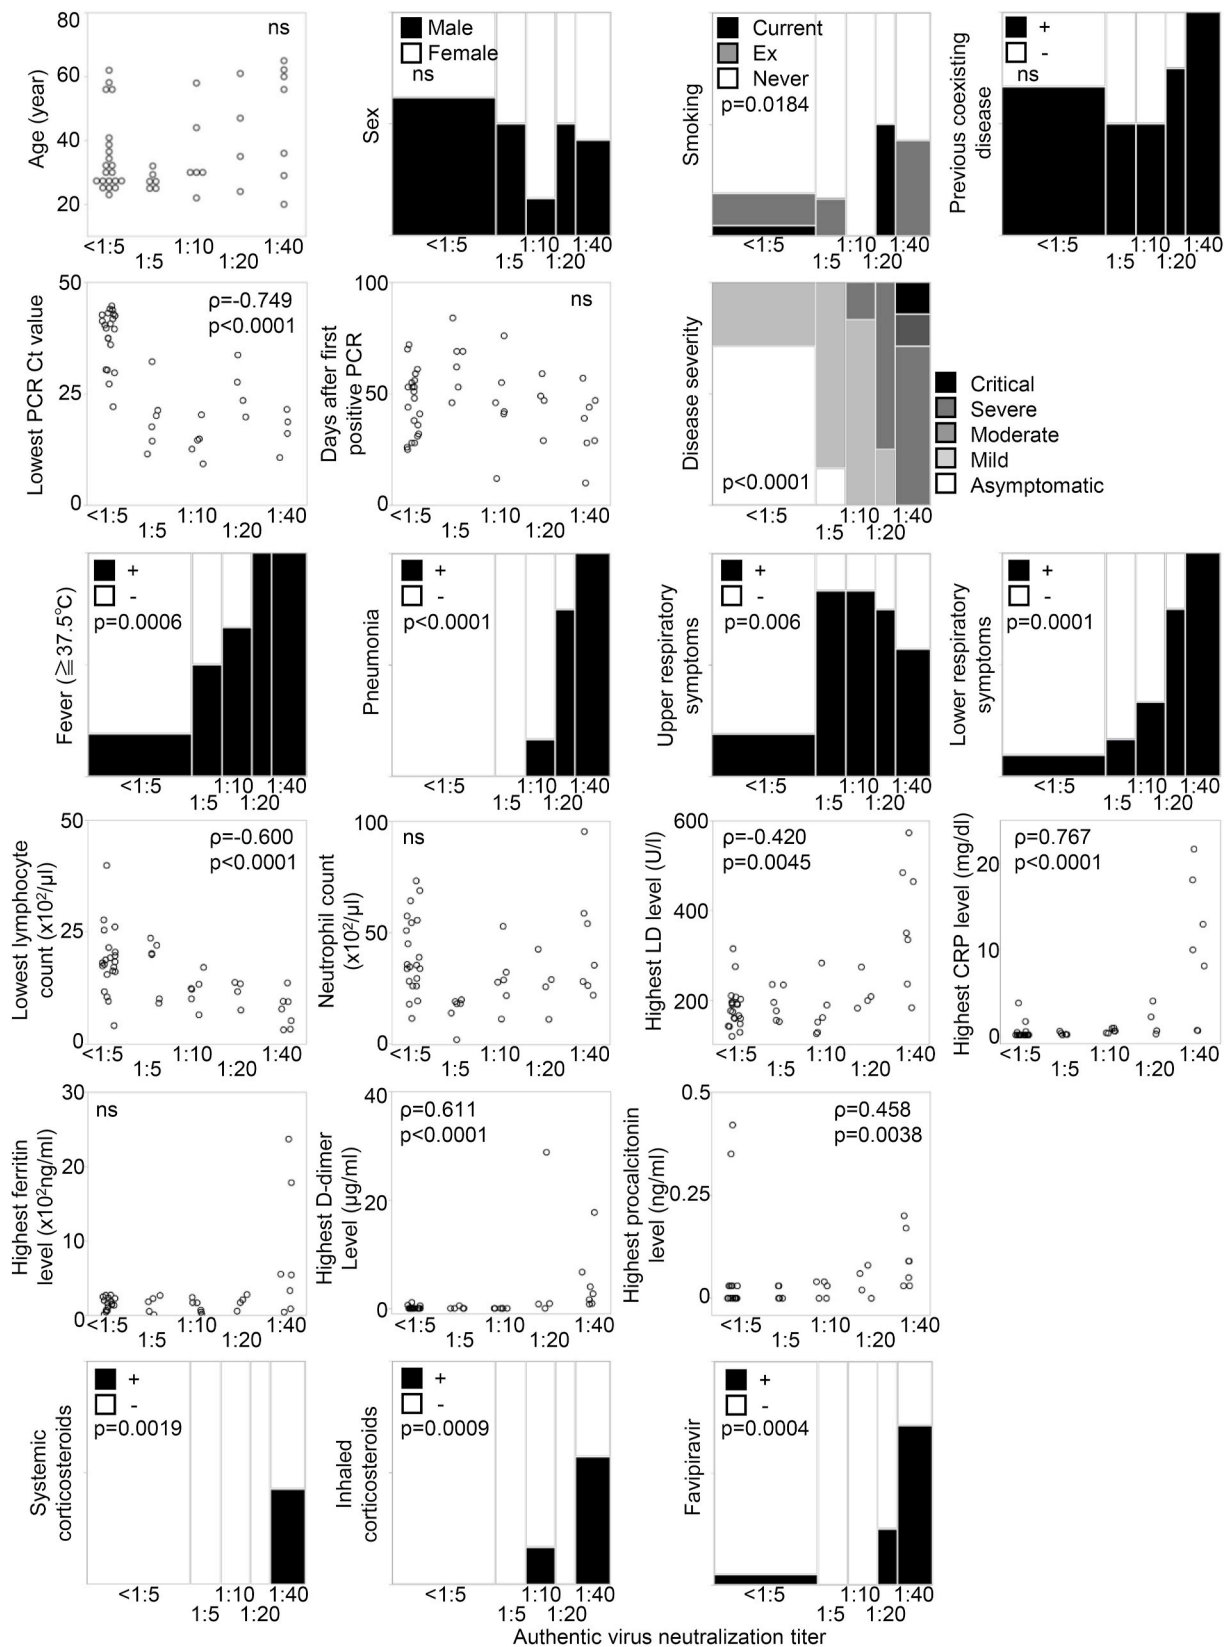 Age (year)
80
60
40
20
ns
<1:5
1:5
1:10
1:20
1:40
Sex
Male
Female
ns
<1:5
1:5
1:10
1:20
1:40
Smoking
Current
Ex
Never
p=0.0184
<1:5
1:5
1:10
1:20
1:40
Previous coexisting
disease
+
-
ns
<1:5
1:5
1:10
1:20
1:40
Lowest PCR Ct value
50
25
0
ρ=-0.749
p<0.0001
<1:5
1:5
1:10
1:20
1:40
Days after first
positive PCR
100
50
0
ns
<1:5
1:5
1:10
1:20
1:40
Disease severity
p<0.0001
<1:5
1:5
1:10
1:20
1:40
Critical
Severe
Moderate
Mild
Asymptomatic
Fever (≧37.5℃)
+
-
p=0.0006
<1:5
1:5
1:10
1:20
1:40
Pneumonia
+
-
p<0.0001
<1:5
1:5
1:10
1:20
1:40
Upper respiratory
symptoms
+
-
p=0.006
<1:5
1:5
1:10
1:20
1:40
Lower respiratory
symptoms
+
-
p=0.0001
<1:5
1:5
1:10
1:20
1:40
Lowest lymphocyte
count (x10²/µl)
50
25
0
ρ=-0.600
p<0.0001
<1:5
1:5
1:10
1:20
1:40
Neutrophil count
(x10²/µl)
100
50
0
ns
<1:5
1:5
1:10
1:20
1:40
Highest LD level (U/l)
600
400
200
ρ=-0.420
p=0.0045
<1:5
1:5
1:10
1:20
1:40
Highest CRP level (mg/dl)
20
10
0
ρ=0.767
p<0.0001
<1:5
1:5
1:10
1:20
1:40
Highest ferritin
level (x10²ng/ml)
30
20
10
0
ns
<1:5
1:5
1:10
1:20
1:40
Highest D-dimer
Level (µg/ml)
40
20
0
ρ=0.611
p<0.0001
<1:5
1:5
1:10
1:20
1:40
Highest procalcitonin
level (ng/ml)
0.5
0.25
0
ρ=0.458
p=0.0038
<1:5
1:5
1:10
1:20
1:40
Systemic
corticosteroids
+
-
p=0.0019
<1:5
1:5
1:10
1:20
1:40
Inhaled
corticosteroids
+
-
p=0.0009
<1:5
1:5
1:10
1:20
1:40
Favipiravir
+
-
p=0.0004
<1:5
1:5
1:10
1:20
1:40
Authentic virus neutralization titer